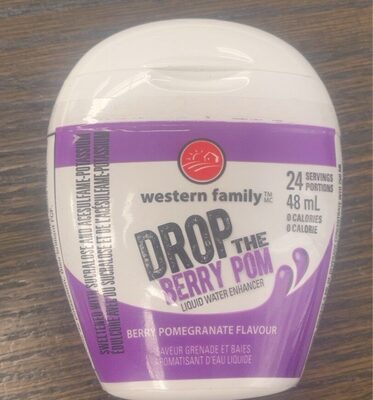 western family™
MC
DROP THE
BERRY POM
LIQUID WATER ENHANCER
24 SERVINGS
PORTIONS
48 mL
0 CALORIES
0 CALORIE
BERRY POMEGRANATE FLAVOUR
SAVEUR GRENADE ET BAIES
AROMATISANT D'EAU LIQUIDE
SWEETENED WITH SUCRALOSE AND ACESULFAME-POTASSIUM
ÉDULCORÉ AVEC DU SUCRALOSE ET DE L'ACÉSULFAME-POTASSIUM